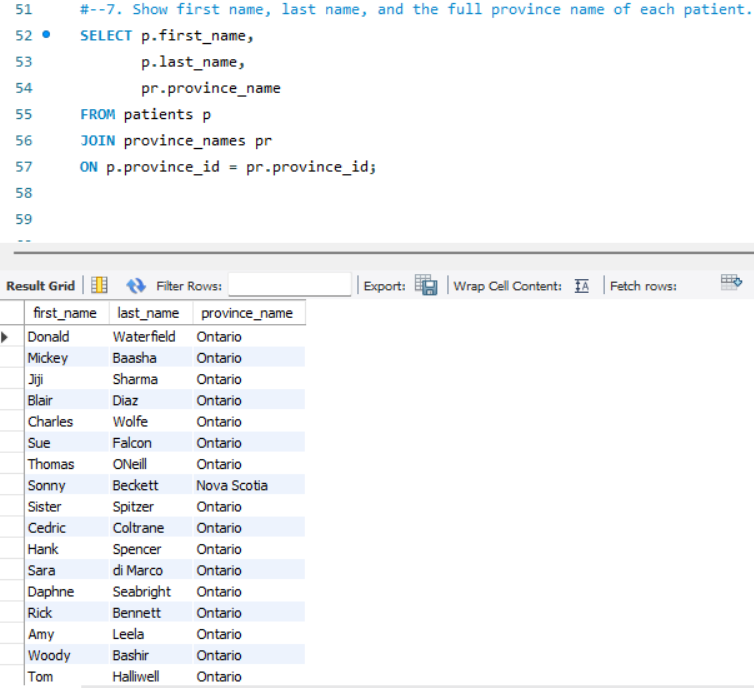 51 #--7. Show first name, last name, and the full province name of each patient.
52 SELECT p.first_name,
53 p.last_name,
54 pr.province_name
55 FROM patients p
56 JOIN province_names pr
57 ON p.province_id = pr.province_id;
58
59
Result Grid Filter Rows: Export: Wrap Cell Content: IA Fetch rows:
first_name last_name province_name
Donald Waterfield Ontario
Mickey Baasha Ontario
Jiji Sharma Ontario
Blair Diaz Ontario
Charles Wolfe Ontario
Sue Falcon Ontario
Thomas ONeill Ontario
Sonny Beckett Nova Scotia
Sister Spitzer Ontario
Cedric Coltrane Ontario
Hank Spencer Ontario
Sara di Marco Ontario
Daphne Seabright Ontario
Rick Bennett Ontario
Amy Leela Ontario
Woody Bashir Ontario
Tom Halliwell Ontario